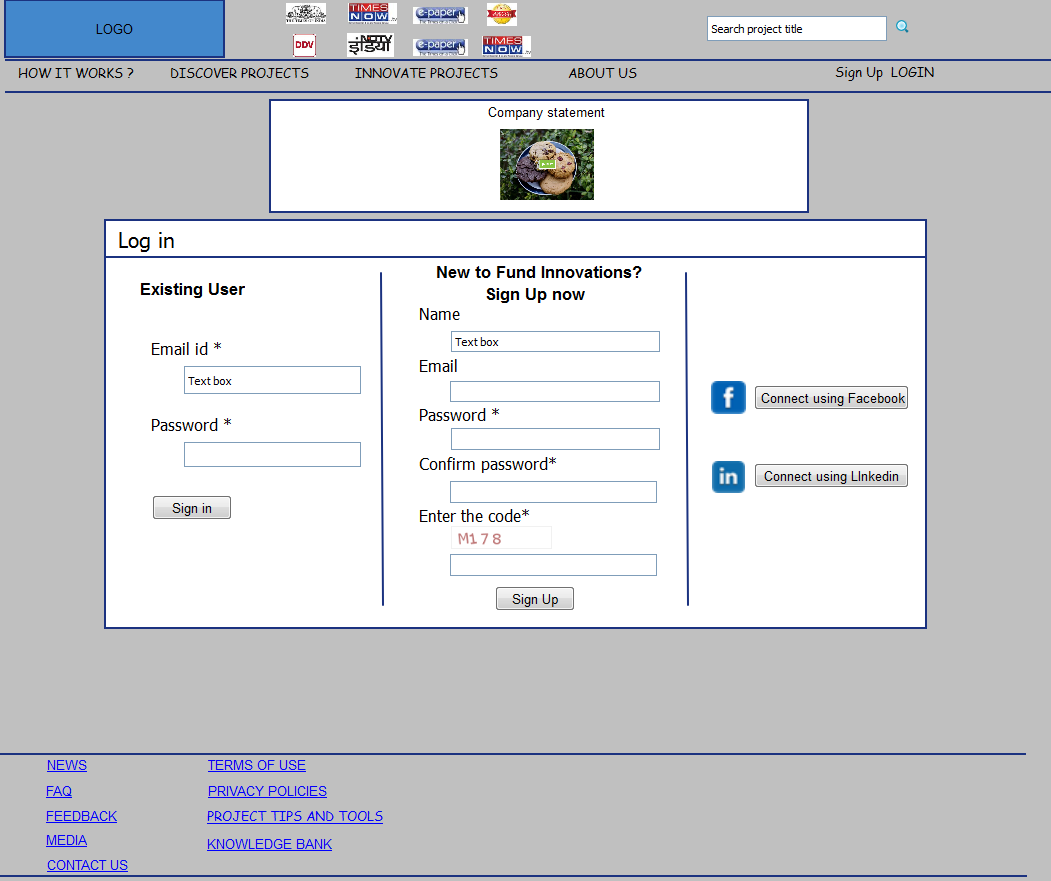 LOGO
TIMES
NOW
e-paper
DDV
NDTV
इंडिया
e-paper
TIMES
NOW
Search project title
HOW IT WORKS ?
DISCOVER PROJECTS
INNOVATE PROJECTS
ABOUT US
Sign Up LOGIN
Company statement
Log in
Existing User
Email id *
Text box
Password *
Sign in
New to Fund Innovations?
Sign Up now
Name
Text box
Email
Password *
Confirm password*
Enter the code*
M178
Sign Up
Connect using Facebook
in
Connect using LInkedin
NEWS
FAQ
FEEDBACK
MEDIA
CONTACT US
TERMS OF USE
PRIVACY POLICIES
PROJECT TIPS AND TOOLS
KNOWLEDGE BANK